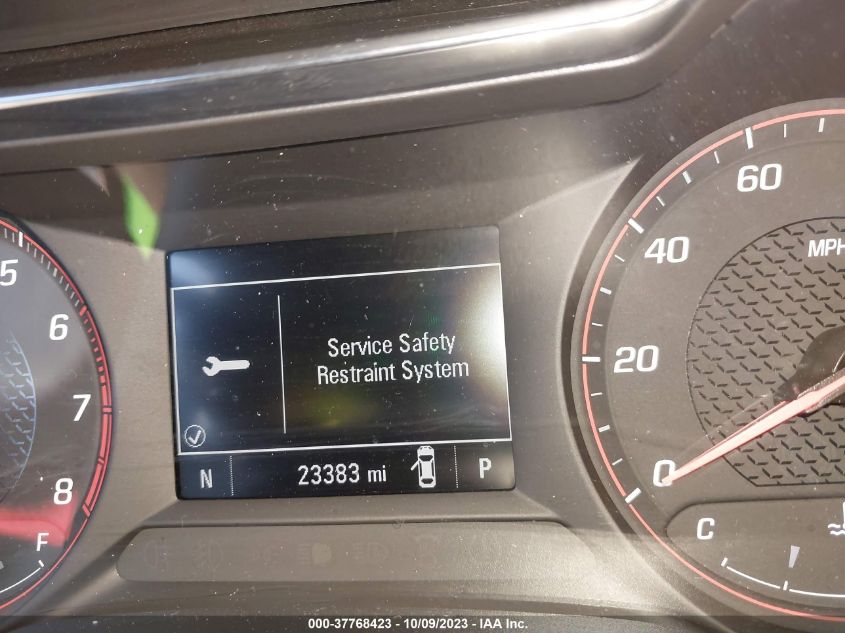 5
6
7
8
F
Service Safety
Restraint System
N
23383 mi
P
60
40
20
0
MPH
C
000-37768423 - 10/09/2023 - IAA Inc.